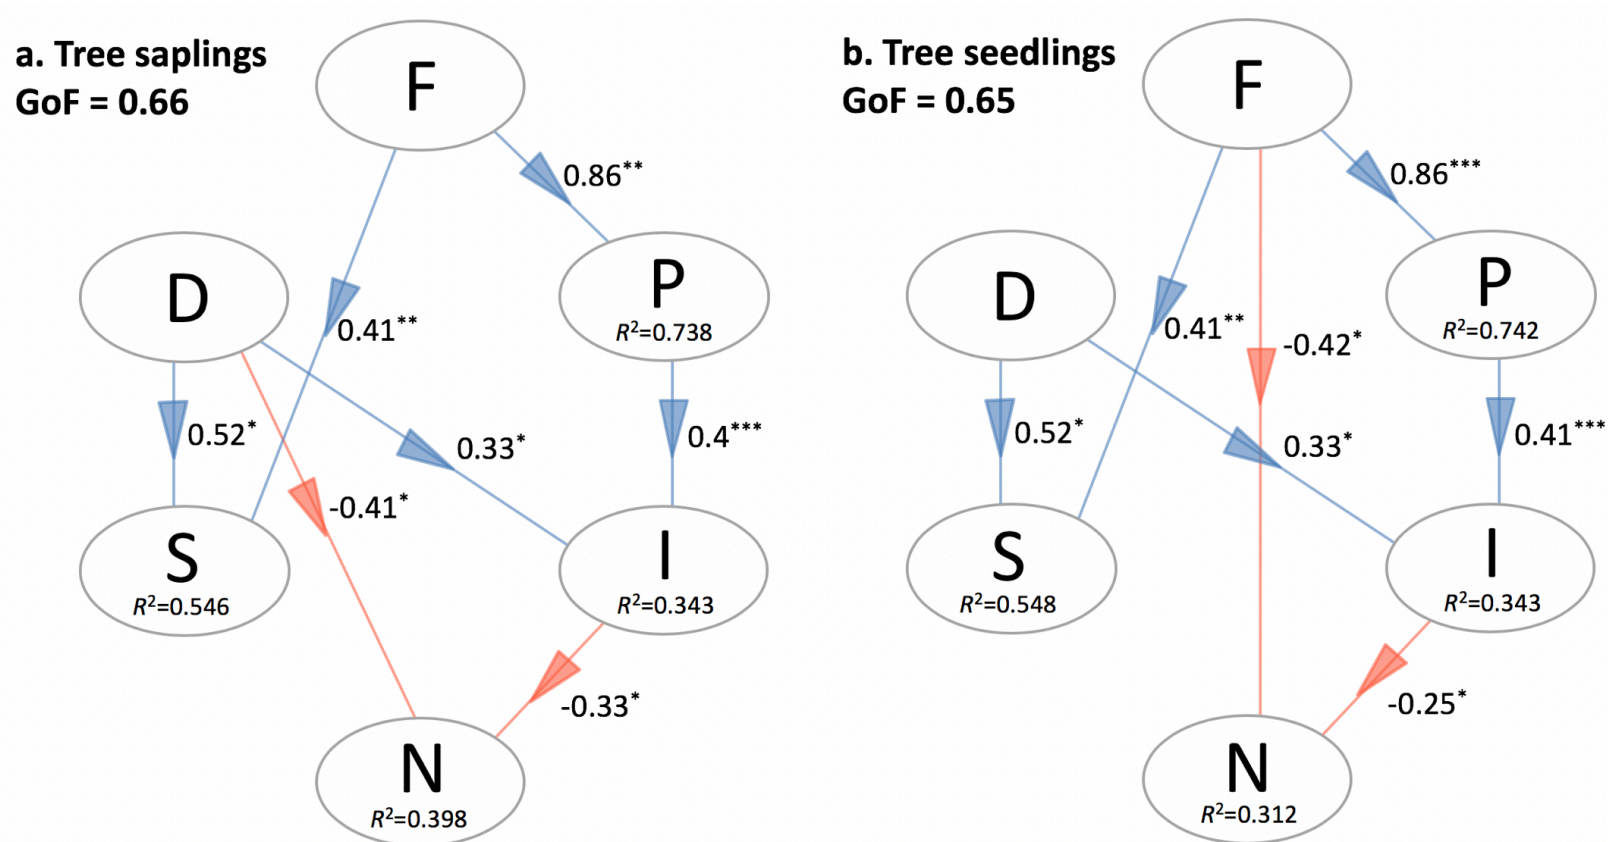 a. Tree saplings
GoF = 0.66
F
0.86**
D
P
R²=0.738
0.41**
0.52*
0.33*
0.4***
-0.41*
S
R²=0.546
I
R²=0.343
-0.33*
N
R²=0.398
b. Tree seedlings
GoF = 0.65
F
0.86***
D
P
R²=0.742
0.41**
-0.42*
0.52*
0.33*
0.41***
S
R²=0.548
I
R²=0.343
-0.25*
N
R²=0.312